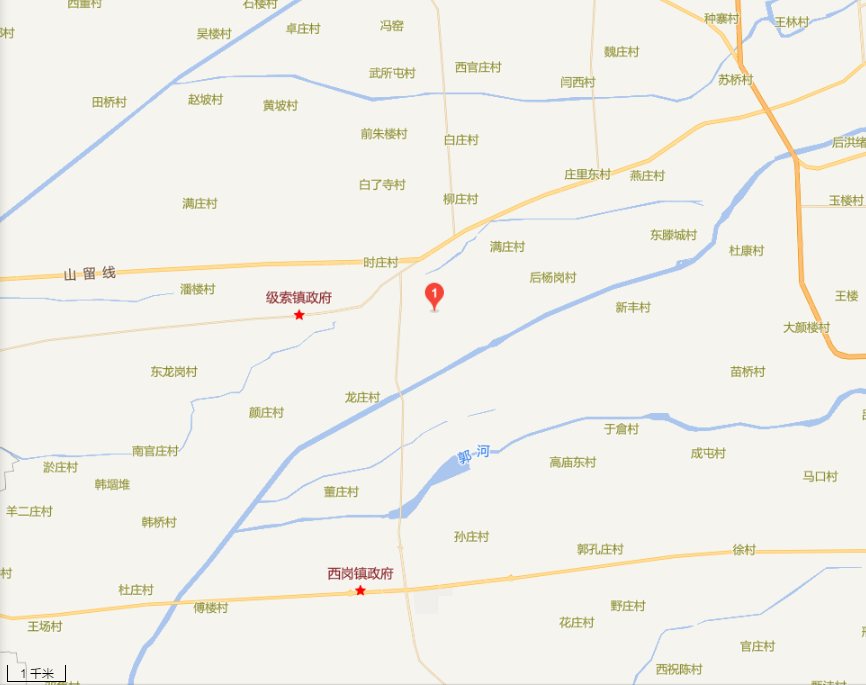 西董村
石楼村
吴楼村
卓庄村
冯窑
种寨村
王林村
魏庄村
西官庄村
武所屯村
闫西村
苏桥村
田桥村
赵坡村
黄坡村
前朱楼村
白庄村
后洪绪
庄里东村
燕庄村
白了寺村
柳庄村
玉楼村
满庄村
东滕城村
满庄村
杜康村
时庄村
山留线
后杨岗村
潘楼村
级索镇政府
1
王楼
新丰村
大颜楼村
东龙岗村
苗桥村
龙庄村
颜庄村
于倉村
南官庄村
郭河
成屯村
淤庄村
高庙东村
马口村
韩堌堆
董庄村
羊二庄村
韩桥村
孙庄村
郭孔庄村
徐村
村
西岗镇政府
杜庄村
傅楼村
野庄村
王场村
花庄村
官庄村
西祝陈村
1 千米